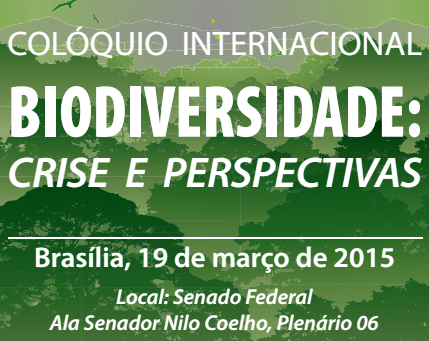 COLÓQUIO INTERNACIONAL
BIODIVERSIDADE:
CRISE E PERSPECTIVAS
Brasília, 19 de março de 2015
Local: Senado Federal
Ala Senador Nilo Coelho, Plenário 06